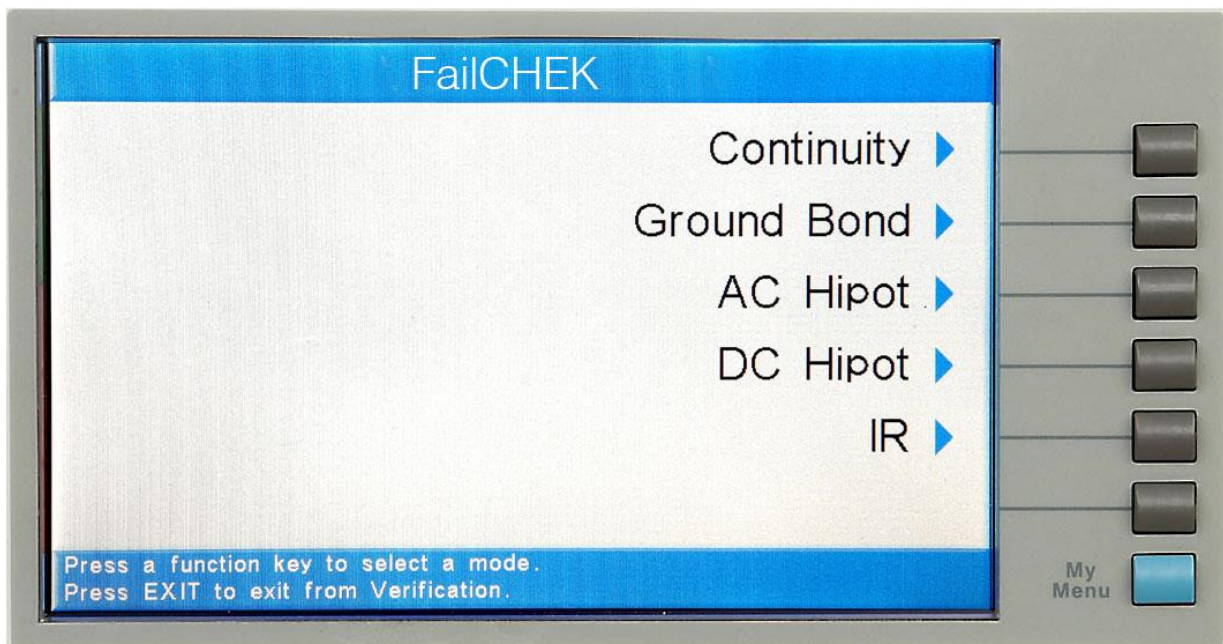 FailCHEK
Continuity
Ground Bond
AC Hipot
DC Hipot
IR
Press a function key to select a mode.
Press EXIT to exit from Verification.
My
Menu